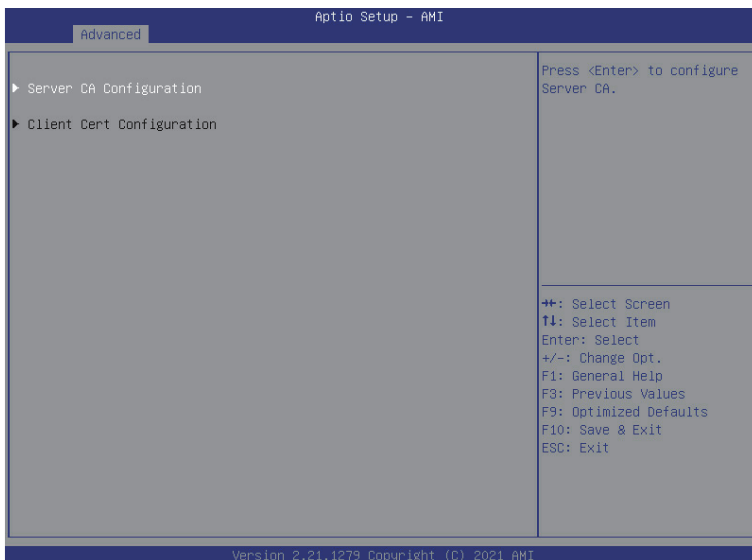 Aptio Setup – AMI
Advanced
Server CA Configuration
Client Cert Configuration
Press <Enter> to configure
Server CA.
→←: Select Screen
↑↓: Select Item
Enter: Select
+/-: Change Opt.
F1: General Help
F3: Previous Values
F9: Optimized Defaults
F10: Save & Exit
ESC: Exit
Version 2.21.1279 Copyright (C) 2021 AMI